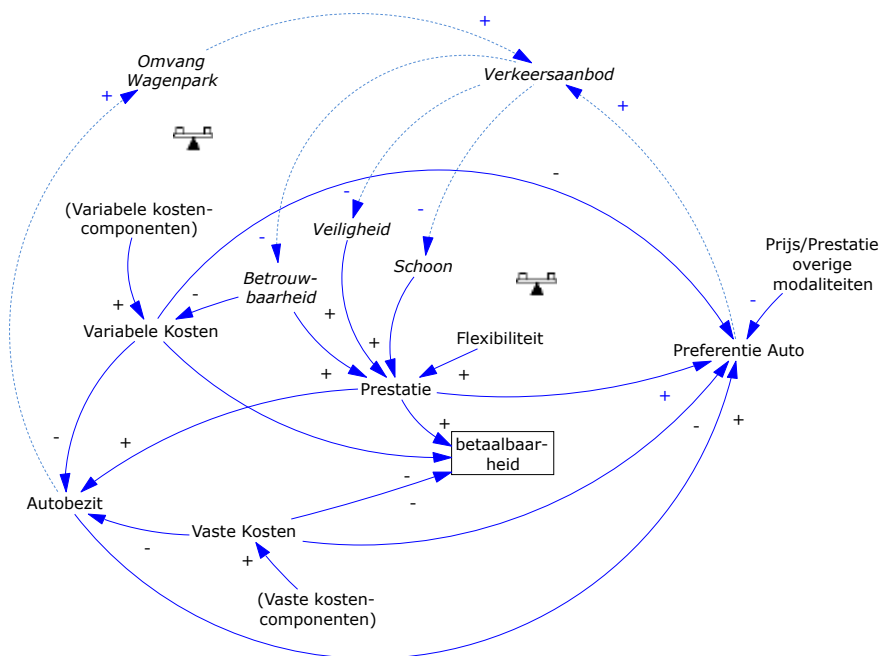 +
Omvang
Wagenpark
Verkeersaanbod
+
+
-
(Variabele kosten-
componenten)
-
-
Veiligheid
-
Prijs/Prestatie
overige
modaliteiten
Schoon
Betrouw-
baarheid
+
-
+
-
Variabele Kosten
Flexibiliteit
+
Preferentie Auto
+
+
+
Prestatie
+
-
+
+
-
+
betaalbaar-
heid
-
-
Autobezit
-
Vaste Kosten
+
(Vaste kosten-
componenten)